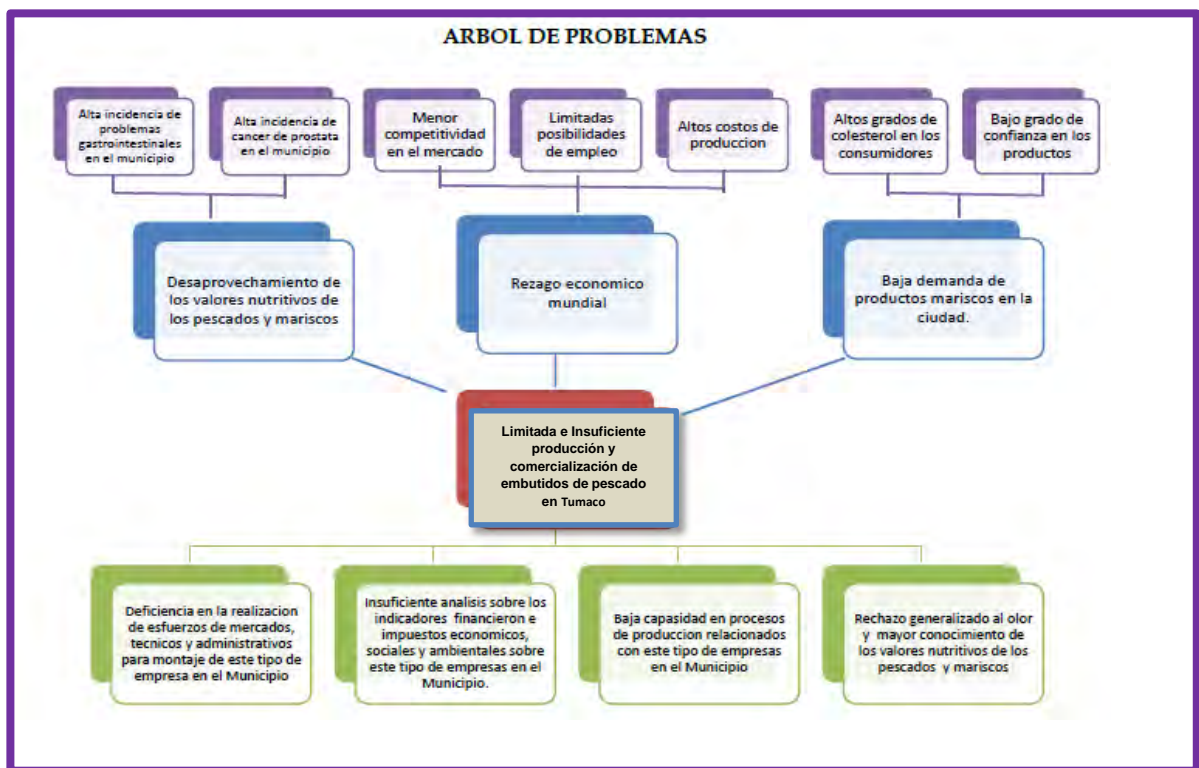 ARBOL DE PROBLEMAS
Alta incidencia de
problemas
gastrointestinales
en el municipio
Alta incidencia de
cancer de prostata
en el municipio
Menor
competitividad
en el mercado
Limitadas
posibilidades
de empleo
Altos costos de
produccion
Altos grados de
colesterol en los
consumidores
Bajo grado de
confianza en los
productos
Desaprovechamiento de
los valores nutritivos de
los pescados y mariscos
Rezago economico
mundial
Baja demanda de
productos mariscos en la
ciudad.
Limitada e Insuficiente
producción y
comercialización de
embutidos de pescado
en Tumaco
Deficiencia en la realizacion
de esfuerzos de mercados,
tecnicos y administrativos
para montaje de este tipo de
empresa en el Municipio
Insuficiente analisis sobre los
indicadores financieron e
impuestos economicos,
sociales y ambientales sobre
este tipo de empresas en el
Municipio.
Baja capasidad en procesos
de produccion relacionados
con este tipo de empresas
en el Municipio
Rechazo generalizado al olor
y mayor conocimiento de
los valores nutritivos de los
pescados y mariscos